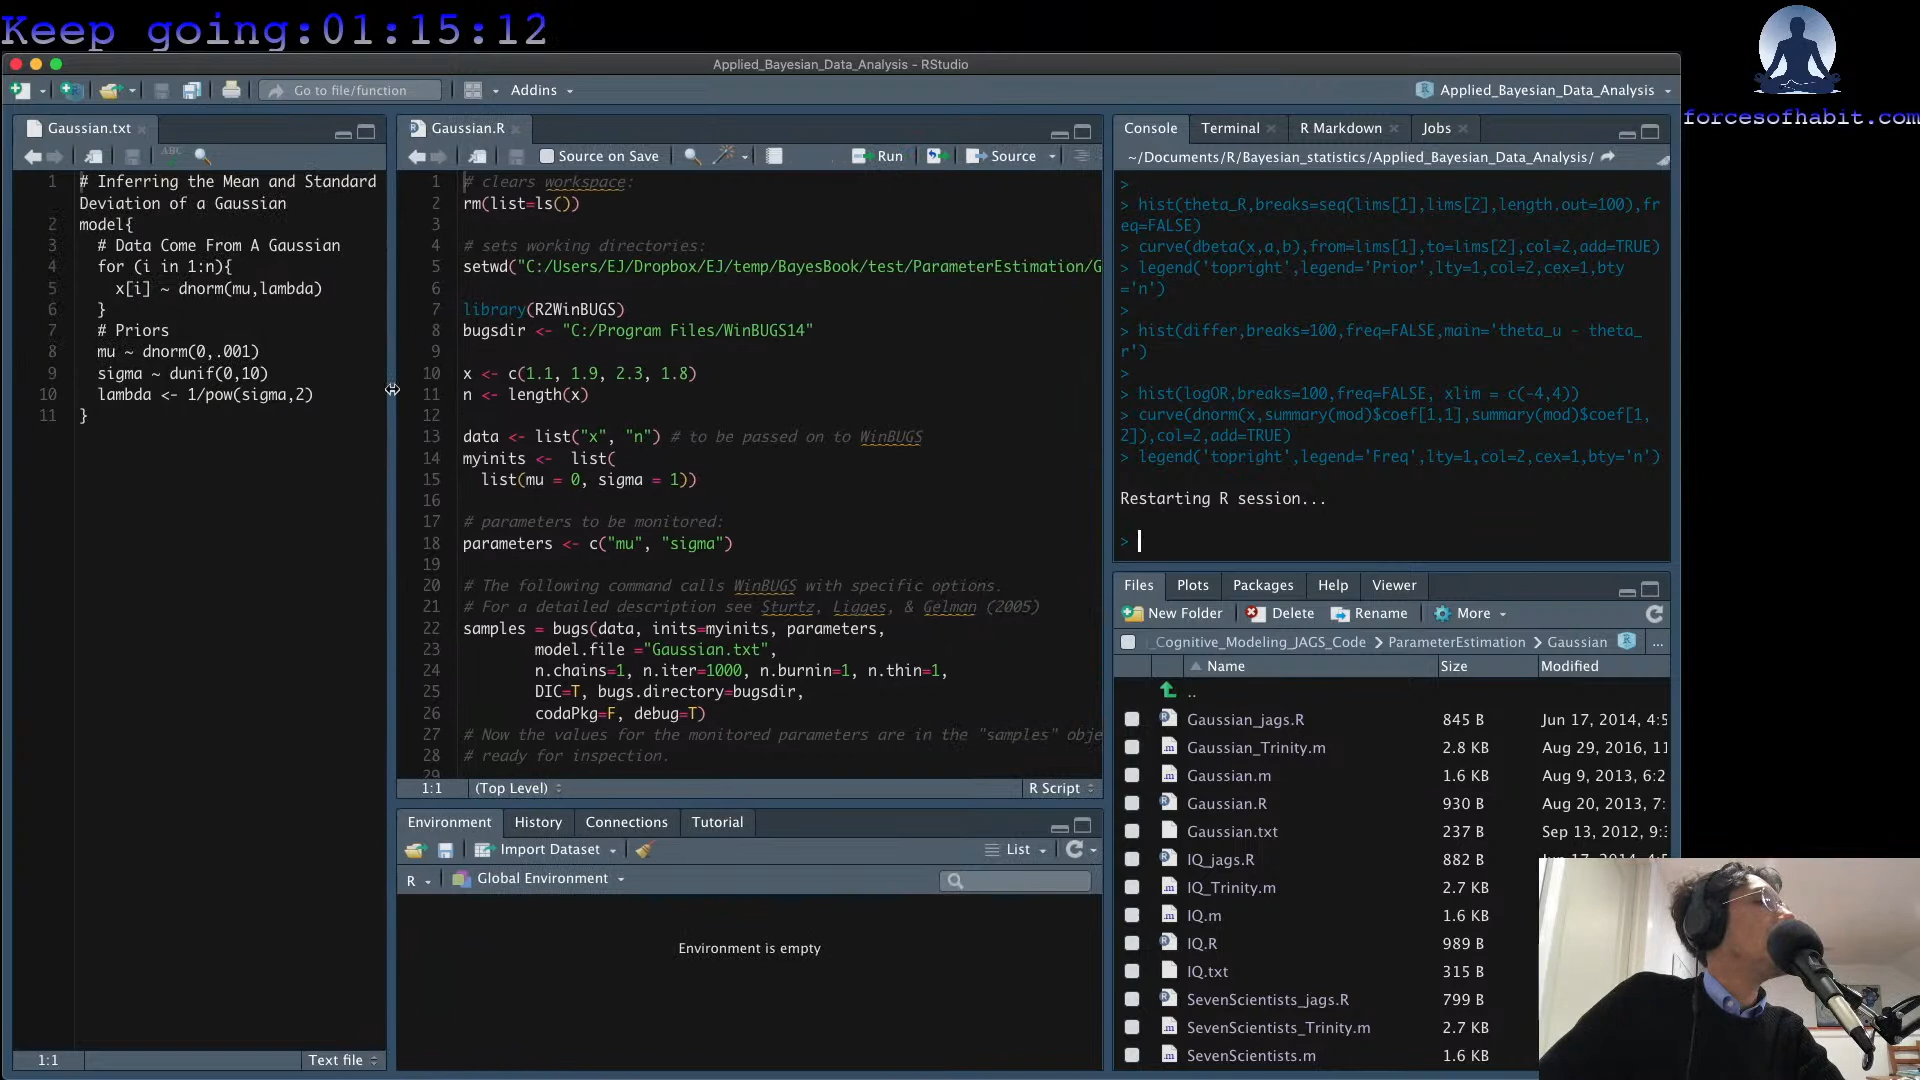 Keep going:01:15:12
forcesofhabit.com
Applied_Bayesian_Data_Analysis - RStudio
Go to file/function
Addins
Applied_Bayesian_Data_Analysis
Gaussian.txt
1 # Inferring the Mean and Standard
Deviation of a Gaussian
2 model{
3 # Data Come From A Gaussian
4 for (i in 1:n){
5 x[i] ~ dnorm(mu,lambda)
6 }
7 # Priors
8 mu ~ dnorm(0,.001)
9 sigma ~ dunif(0,10)
10 lambda <- 1/pow(sigma,2)
11 }
1:1
Text file
Gaussian.R
Source on Save
Run
Source
1 # clears workspace:
2 rm(list=ls())
3
4 # sets working directories:
5 setwd("C:/Users/EJ/Dropbox/EJ/temp/BayesBook/test/ParameterEstimation/G
6
7 library(R2WinBUGS)
8 bugsdir <- "C:/Program Files/WinBUGS14"
9
10 x <- c(1.1, 1.9, 2.3, 1.8)
11 n <- length(x)
12
13 data <- list("x", "n") # to be passed on to WinBUGS
14 myinits <- list(
15 list(mu = 0, sigma = 1))
16
17 # parameters to be monitored:
18 parameters <- c("mu", "sigma")
19
20 # The following command calls WinBUGS with specific options.
21 # For a detailed description see Sturtz, Ligges, & Gelman (2005)
22 samples = bugs(data, inits=myinits, parameters,
23 model.file ="Gaussian.txt",
24 n.chains=1, n.iter=1000, n.burnin=1, n.thin=1,
25 DIC=T, bugs.directory=bugsdir,
26 codaPkg=F, debug=T)
27 # Now the values for the monitored parameters are in the "samples" obje
28 # ready for inspection.
29
1:1
(Top Level)
R Script
Environment
History
Connections
Tutorial
Import Dataset
List
R
Global Environment
Environment is empty
Console
Terminal
R Markdown
Jobs
~/Documents/R/Bayesian_statistics/Applied_Bayesian_Data_Analysis/
>
> hist(theta_R,breaks=seq(lims[1],lims[2],length.out=100),fr
eq=FALSE)
> curve(dbeta(x,a,b),from=lims[1],to=lims[2],col=2,add=TRUE)
> legend('topright',legend='Prior',lty=1,col=2,cex=1,bty
='n')
>
> hist(differ,breaks=100,freq=FALSE,main='theta_u - theta_
r')
>
> hist(logOR,breaks=100,freq=FALSE, xlim = c(-4,4))
> curve(dnorm(x,summary(mod)$coef[1,1],summary(mod)$coef[1,
2]),col=2,add=TRUE)
> legend('topright',legend='Freq',lty=1,col=2,cex=1,bty='n')
Restarting R session...
>
Files
Plots
Packages
Help
Viewer
New Folder
Delete
Rename
More
_Cognitive_Modeling_JAGS_Code
ParameterEstimation
Gaussian
...
Name Size Modified
..
Gaussian_jags.R 845 B Jun 17, 2014, 4:5
Gaussian_Trinity.m 2.8 KB Aug 29, 2016, 11
Gaussian.m 1.6 KB Aug 9, 2013, 6:2
Gaussian.R 930 B Aug 20, 2013, 7:
Gaussian.txt 237 B Sep 13, 2012, 9:3
IQ_jags.R 882 B
IQ_Trinity.m 2.7 KB
IQ.m 1.6 KB
IQ.R 989 B
IQ.txt 315 B
SevenScientists_jags.R 799 B
SevenScientists_Trinity.m 2.7 KB
SevenScientists.m 1.6 KB